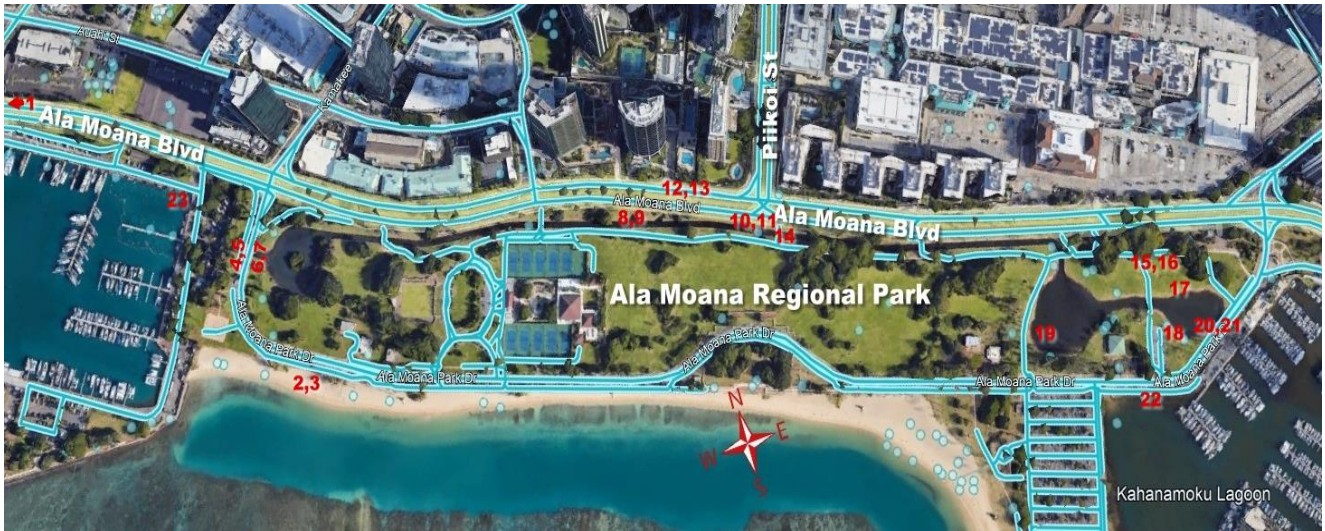 Auahi St
Kamakee
Piikoi St
1
Ala Moana Blvd
23
12,13
Ala Moana Blvd
8,9
10,11
Ala Moana Blvd
14
4,5
6,7
15,16
Ala Moana Regional Park
17
19
18
20,21
Ala Moana Park Dr
Ala Moana Park Dr
Ala Moana Park Dr
Ala Moana Park Dr
Ala Moana Park
2,3
22
N
E
W
S
Kahanamoku Lagoon